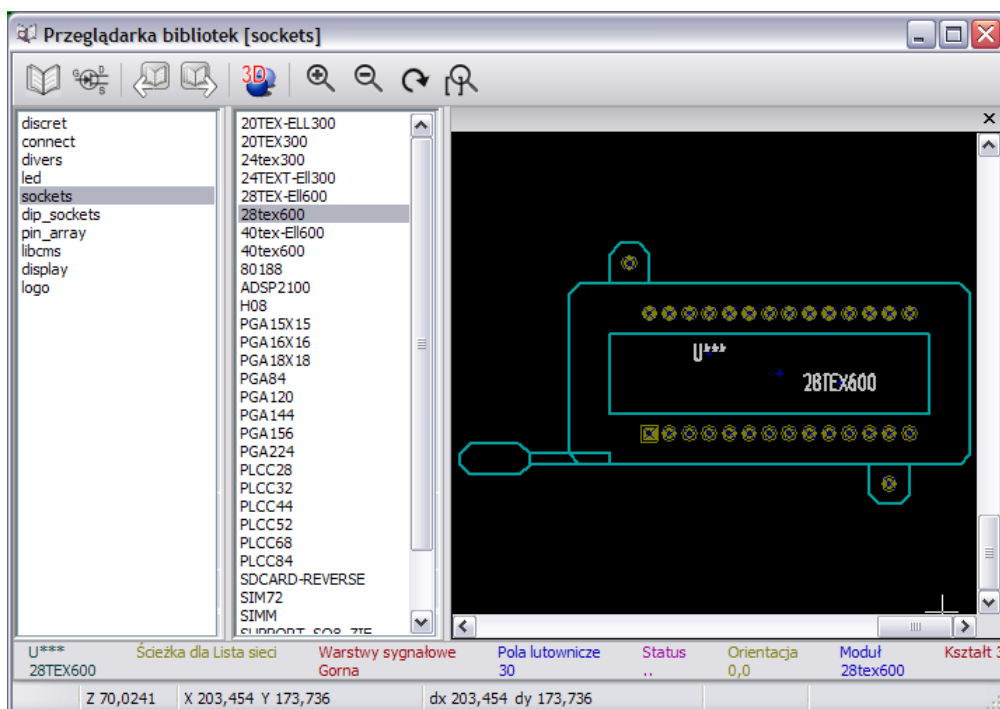 Przeglądarka bibliotek [sockets]
3D
discret
connect
divers
led
sockets
dip_sockets
pin_array
libcms
display
logo
20TEX-ELL300
20TEX300
24tex300
24TEXT-Ell300
28TEX-Ell600
28tex600
40tex-Ell600
40tex600
80188
ADSP2100
H08
PGA15X15
PGA16X16
PGA18X18
PGA84
PGA120
PGA144
PGA156
PGA224
PLCC28
PLCC32
PLCC44
PLCC52
PLCC68
PLCC84
SDCARD-REVERSE
SIM72
SIMM
SUPPORT_SO8_ZIF
U***
28TEX600
U*** Ścieżka dla Lista sieci Warstwy sygnałowe Pola lutownicze Status Orientacja Moduł Kształt 3
28TEX600 Gorna 30 .. 0,0 28tex600
Z 70,0241 X 203,454 Y 173,736 dx 203,454 dy 173,736